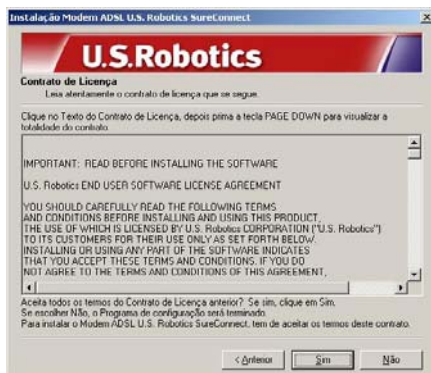 Instalação Modem ADSL U.S. Robotics SureConnect
U.S.Robotics
Contrato de Licença
Leia atentamente o contrato de licença que se segue.
Clique no Texto do Contrato de Licença, depois prima a tecla PAGE DOWN para visualizar a
totalidade do contrato.
IMPORTANT: READ BEFORE INSTALLING THE SOFTWARE
U.S. Robotics END USER SOFTWARE LICENSE AGREEMENT
YOU SHOULD CAREFULLY READ THE FOLLOWING TERMS
AND CONDITIONS BEFORE INSTALLING AND USING THIS PRODUCT,
THE USE OF WHICH IS LICENSED BY U.S. Robotics CORPORATION ("U.S. Robotics")
TO ITS CUSTOMERS FOR THEIR USE ONLY AS SET FORTH BELOW.
INSTALLING OR USING ANY PART OF THE SOFTWARE INDICATES
THAT YOU ACCEPT THESE TERMS AND CONDITIONS. IF YOU DO
NOT AGREE TO THE TERMS AND CONDITIONS OF THIS AGREEMENT,
Aceita todos os termos do Contrato de Licença anterior? Se sim, clique em Sim.
Se escolher Não, o Programa de configuração será terminado.
Para instalar o Modem ADSL U.S. Robotics SureConnect, tem de aceitar os termos deste contrato.
< Anterior
Sim
Não